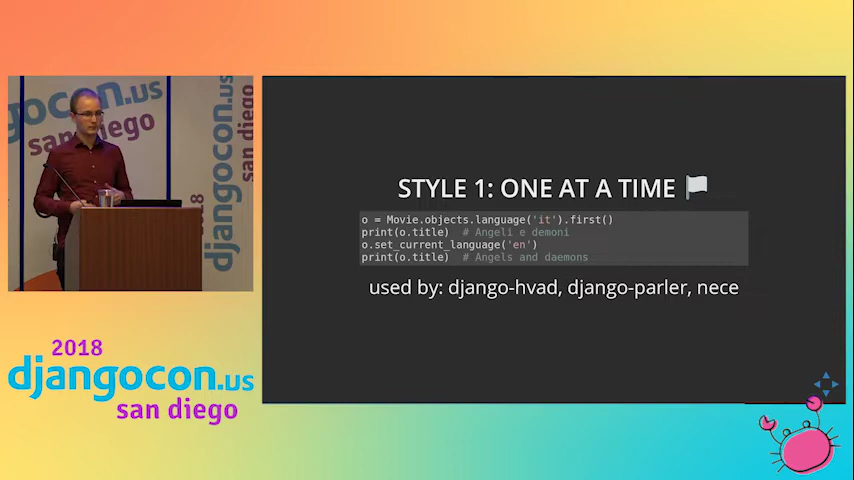 gocon.us
san diego
djangocon.us
san diego
2018
STYLE 1: ONE AT A TIME
o = Movie.objects.language('it').first()
print(o.title)  # Angeli e demoni
o.set_current_language('en')
print(o.title)  # Angels and daemons
used by: django-hvad, django-parler, nece
2018
djangocon.us
san diego